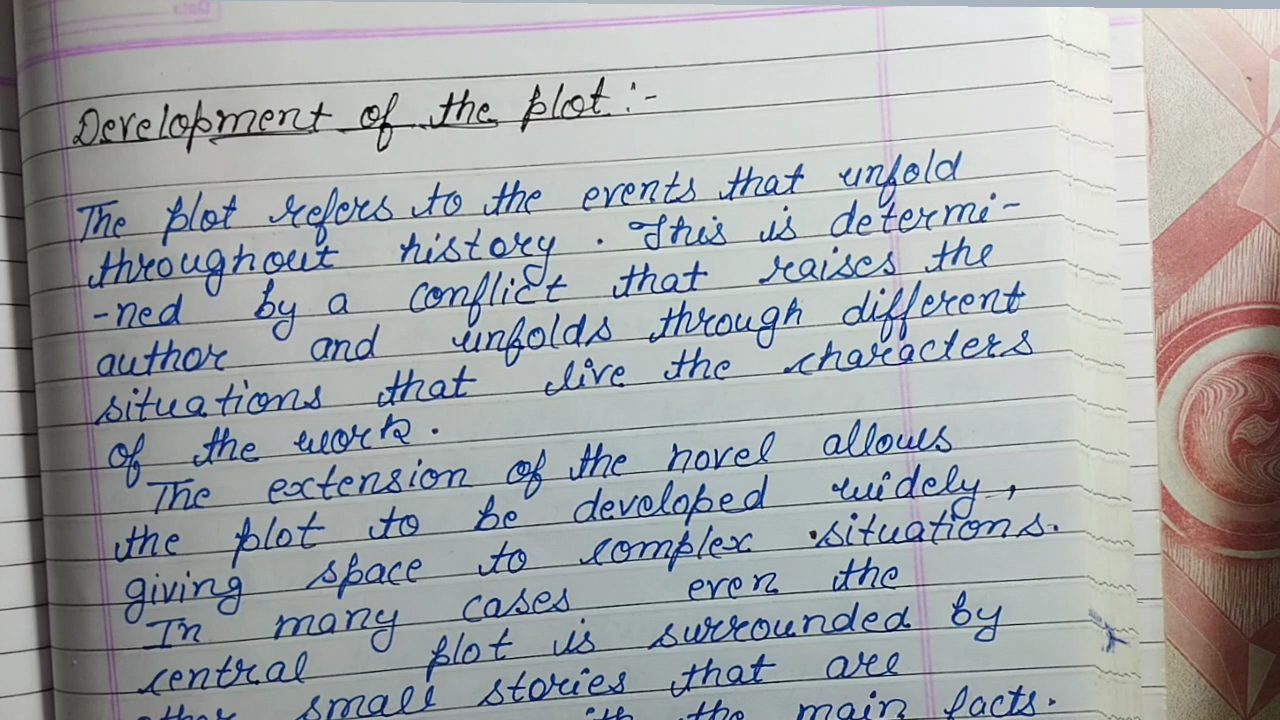 Development of the plot :-
The plot refers to the events that unfold
throughout history. This is determi-
-ned by a conflict that raises the
author and unfolds through different
situations that live the characters
of the work.
The extension of the novel allows
the plot to be developed widely,
giving space to complex situations.
In many cases even the
central plot is surrounded by
other small stories that are
the main facts.